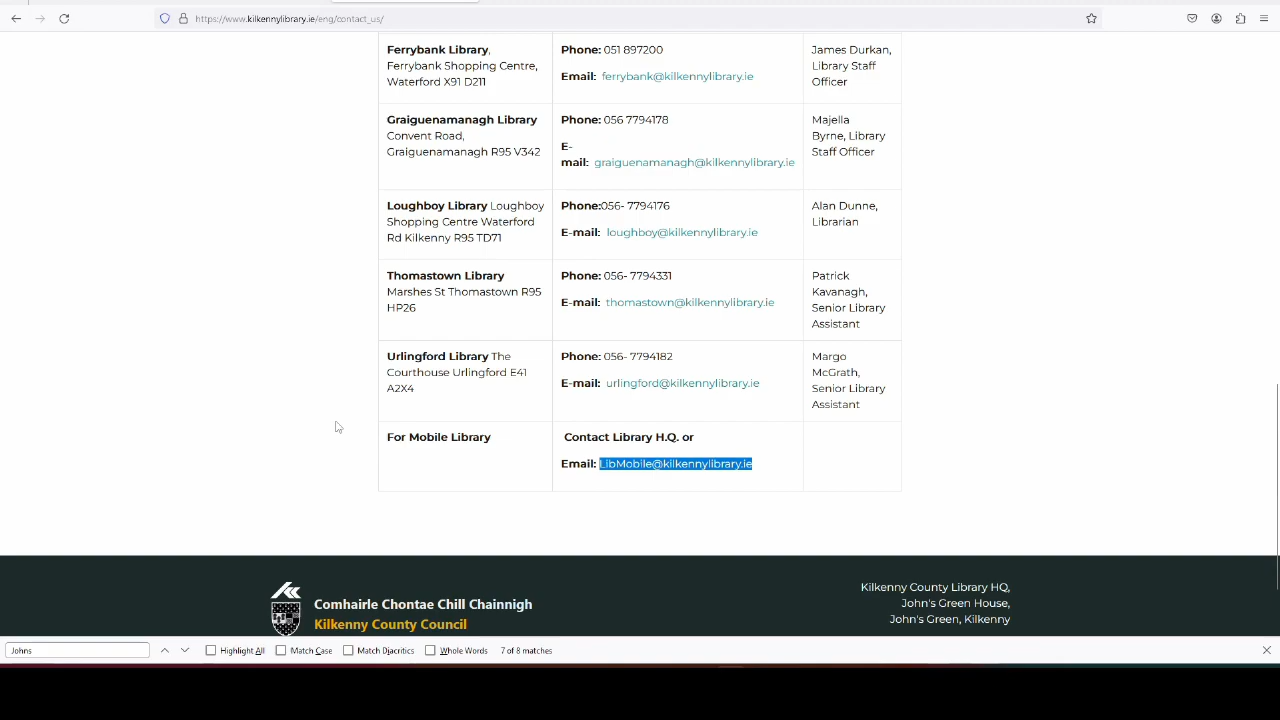 https://www.kilkennylibrary.ie/eng/contact_us/
Ferrybank Library,
Ferrybank Shopping Centre,
Waterford X91 D211
Phone: 051 897200
Email: ferrybank@kilkennylibrary.ie
James Durkan,
Library Staff
Officer
Graiguenamanagh Library
Convent Road,
Graiguenamanagh R95 V342
Phone: 056 7794178
E-
mail: graiguenamanagh@kilkennylibrary.ie
Majella
Byrne, Library
Staff Officer
Loughboy Library Loughboy
Shopping Centre Waterford
Rd Kilkenny R95 TD71
Phone:056- 7794176
E-mail: loughboy@kilkennylibrary.ie
Alan Dunne,
Librarian
Thomastown Library
Marshes St Thomastown R95
HP26
Phone: 056- 7794331
E-mail: thomastown@kilkennylibrary.ie
Patrick
Kavanagh,
Senior Library
Assistant
Urlingford Library The
Courthouse Urlingford E41
A2X4
Phone: 056- 7794182
E-mail: urlingford@kilkennylibrary.ie
Margo
McGrath,
Senior Library
Assistant
For Mobile Library
Contact Library H.Q. or
Email: LibMobile@kilkennylibrary.ie
Comhairle Chontae Chill Chainnigh
Kilkenny County Council
Kilkenny County Library HQ,
John's Green House,
John's Green, Kilkenny
Johns
Highlight All
Match Case
Match Diacritics
Whole Words
7 of 8 matches